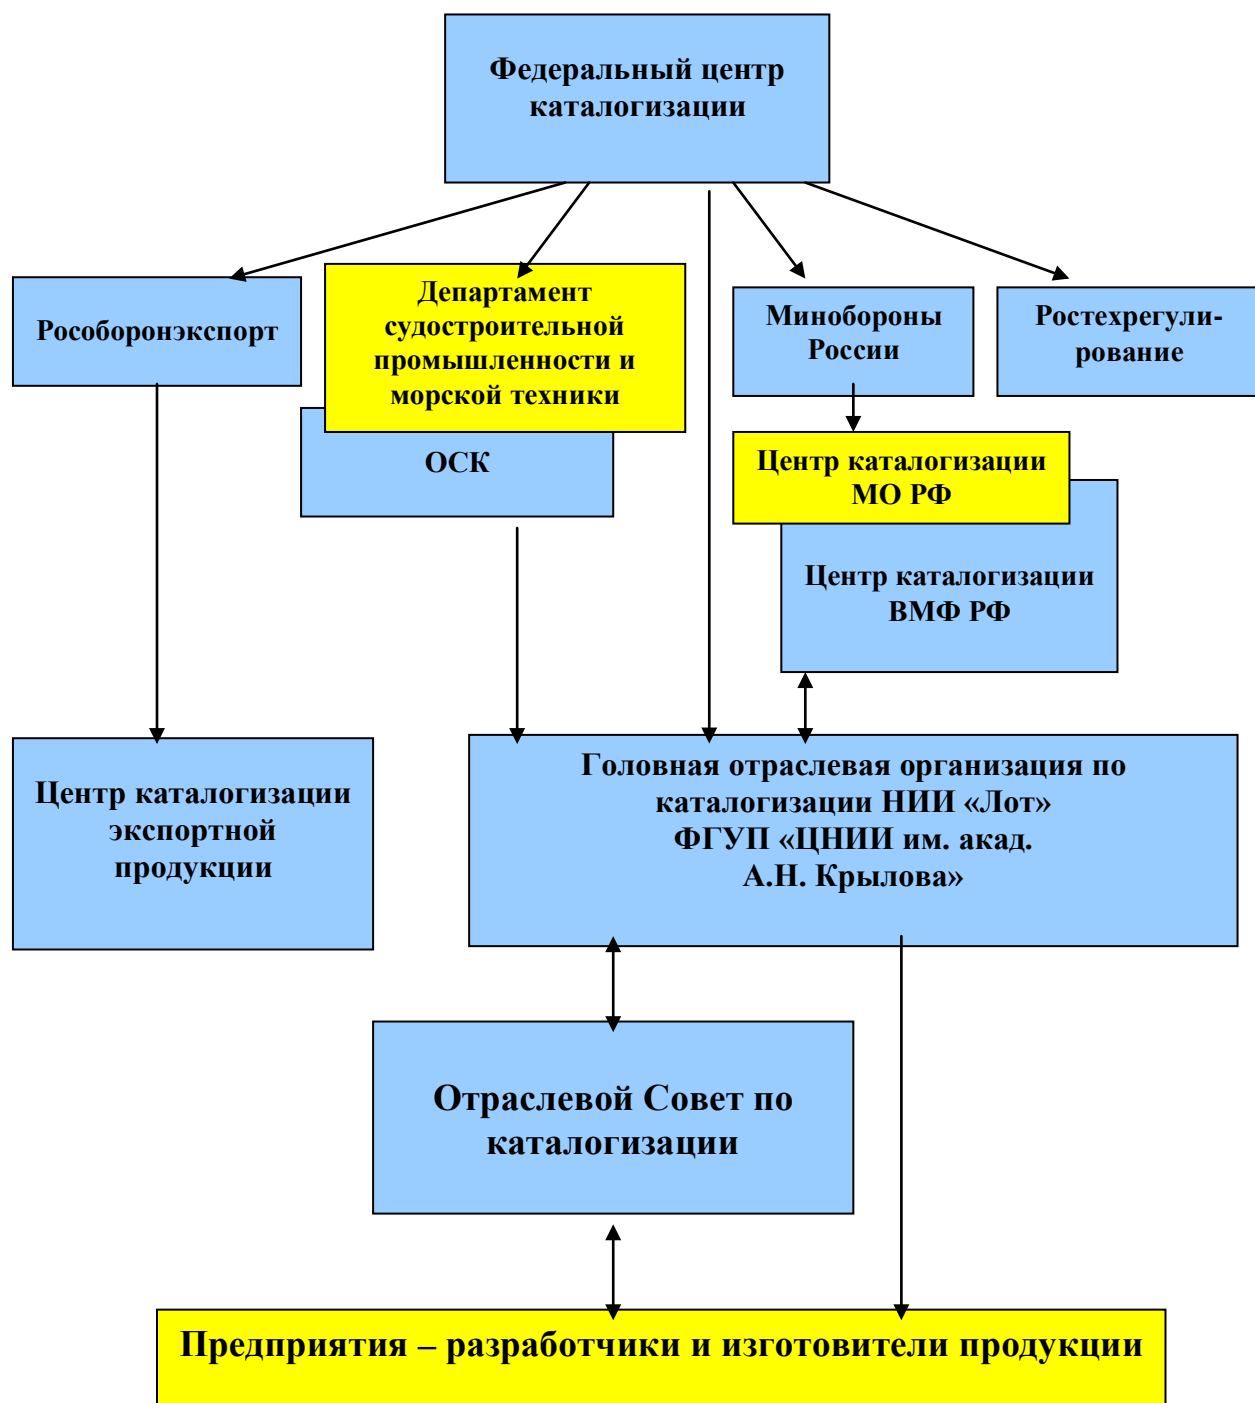 Федеральный центр
каталогизации
Рособоронэкспорт
Департамент
судостроительной
промышленности и
морской техники
Минобороны
России
Ростехрегули-
рование
ОСК
Центр каталогизации
МО РФ
Центр каталогизации
ВМФ РФ
Центр каталогизации
экспортной
продукции
Головная отраслевая организация по
каталогизации НИИ «Лот»
ФГУП «ЦНИИ им. акад.
А.Н. Крылова»
Отраслевой Совет по
каталогизации
Предприятия – разработчики и изготовители продукции